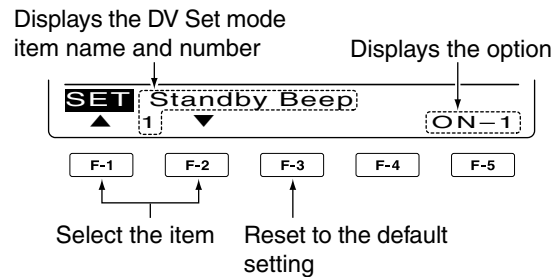 Displays the DV Set mode
item name and number
Displays the option
SET Standby Beep
1 ON–1
F-1 F-2 F-3 F-4 F-5
Select the item
Reset to the default
setting